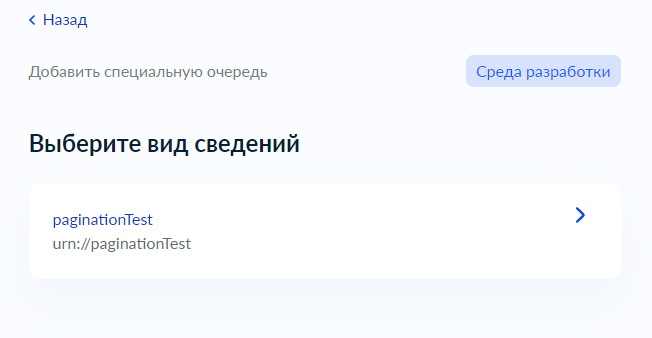 Назад
Добавить специальную очередь
Среда разработки
Выберите вид сведений
paginationTest
urn://paginationTest